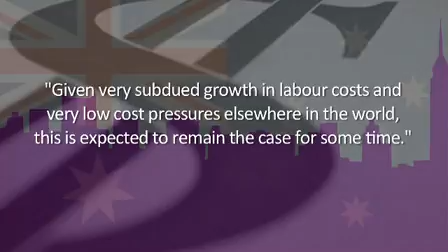 "Given very subdued growth in labour costs and
very low cost pressures elsewhere in the world,
this is expected to remain the case for some time."